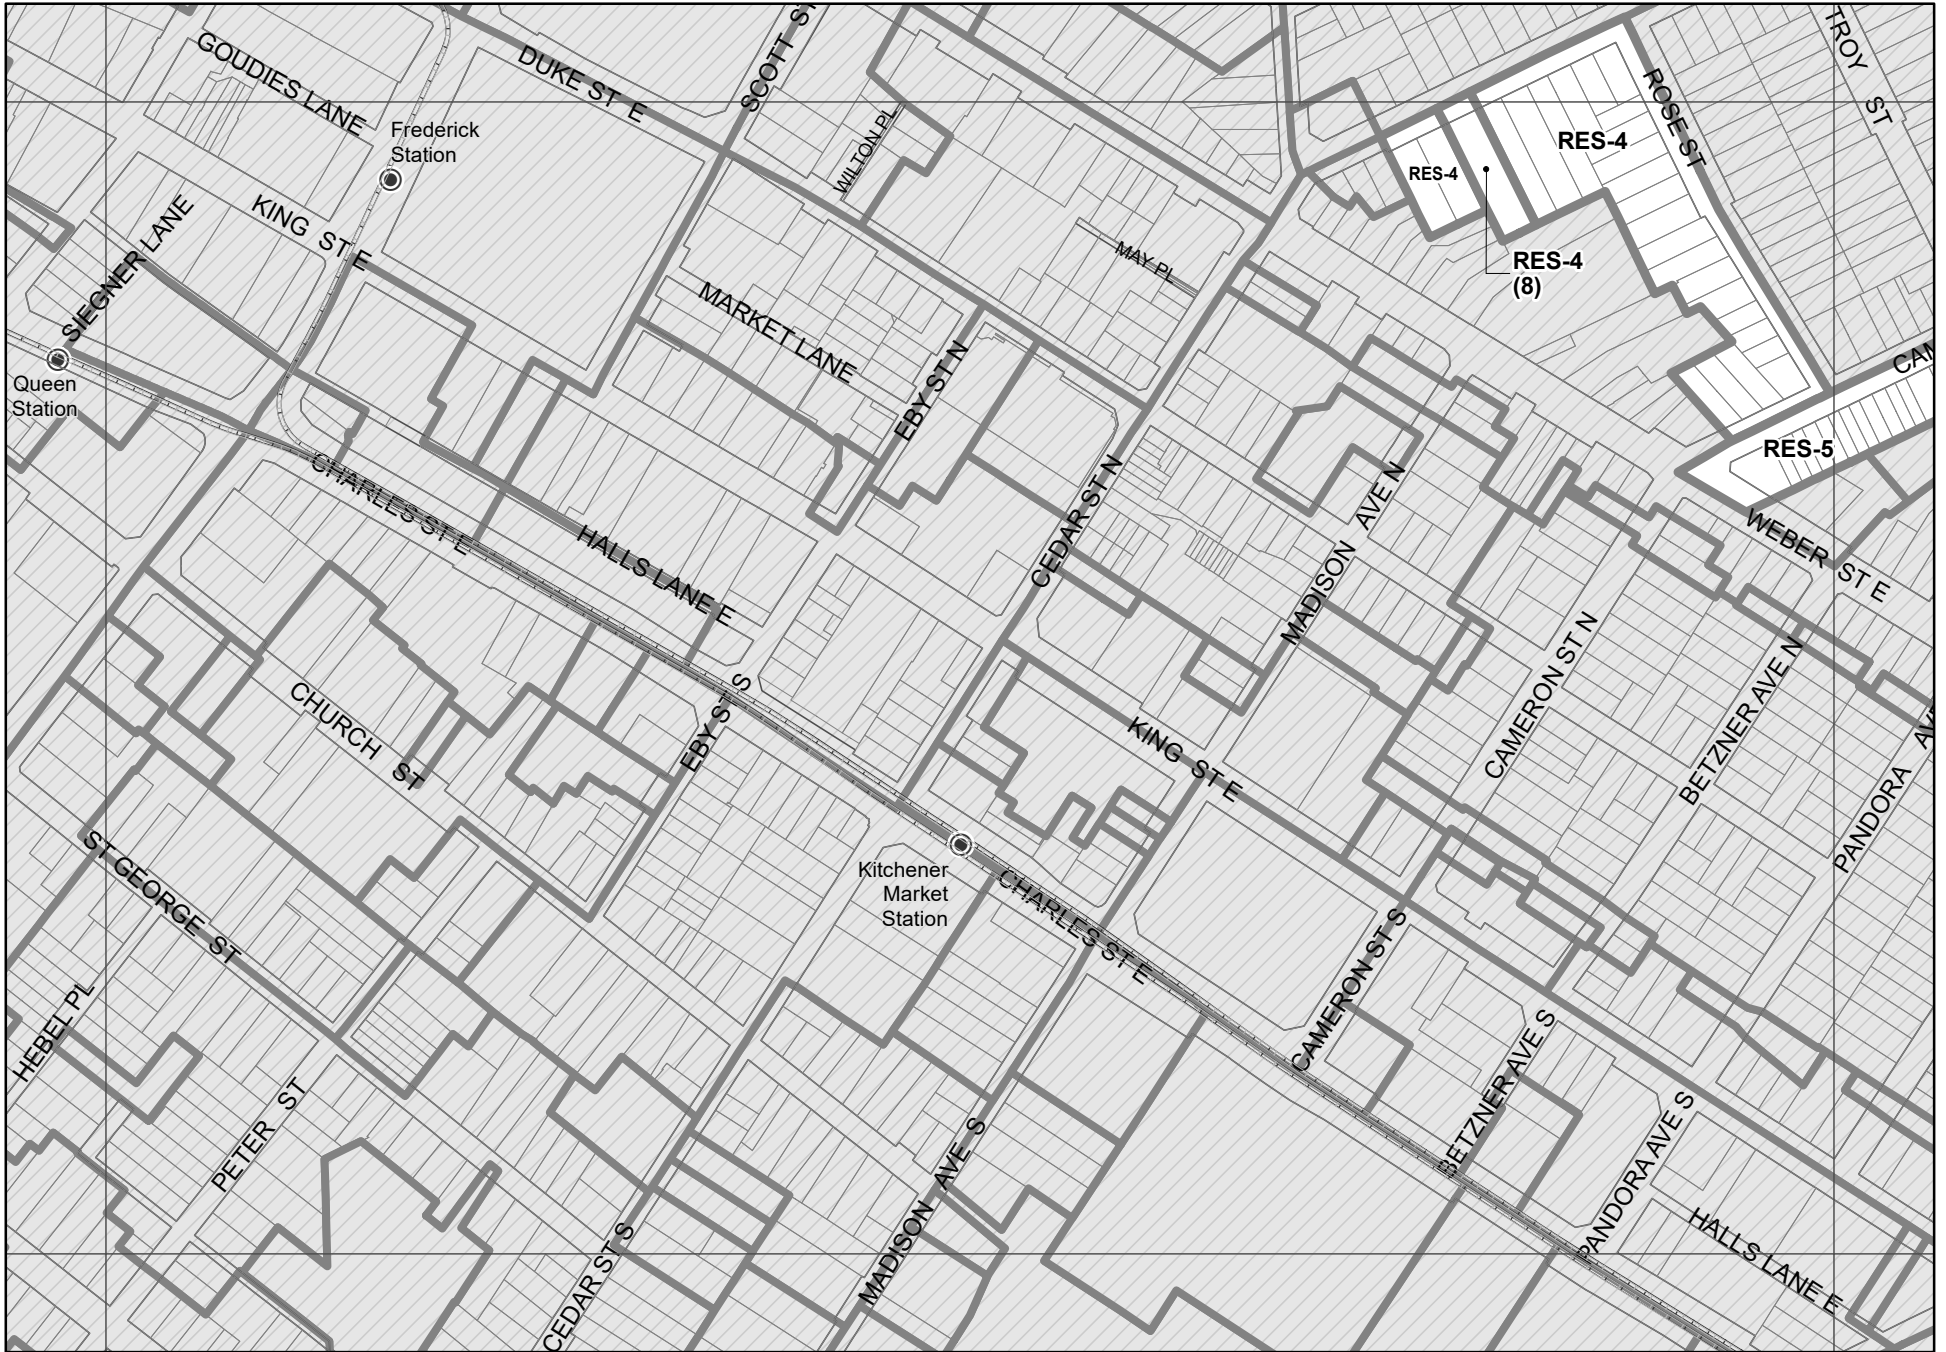 GOUDIES LANE
DUKE ST E
SCOTT
TROY ST
ROSE ST
Frederick
Station
WILTON PL
RES-4
RES-4
KING ST E
SIEGNER LANE
RES-4
(8)
MAY PL
MARKET LANE
EBY ST N
Queen
Station
RES-5
CHARLES ST E
HALLS LANE E
CEDAR ST N
MADISON AVE N
WEBER ST E
CAMERON ST N
BETZNER AVE N
PANDORA
CHURCH ST
EBY ST S
KING ST E
ST GEORGE ST
Kitchener
Market
Station
CHARLES ST E
CAMERON ST S
HEBEL PL
PETER ST
BETZNER AVE S
PANDORA AVE S
MADISON AVE S
CEDAR ST S
HALLS LANE E